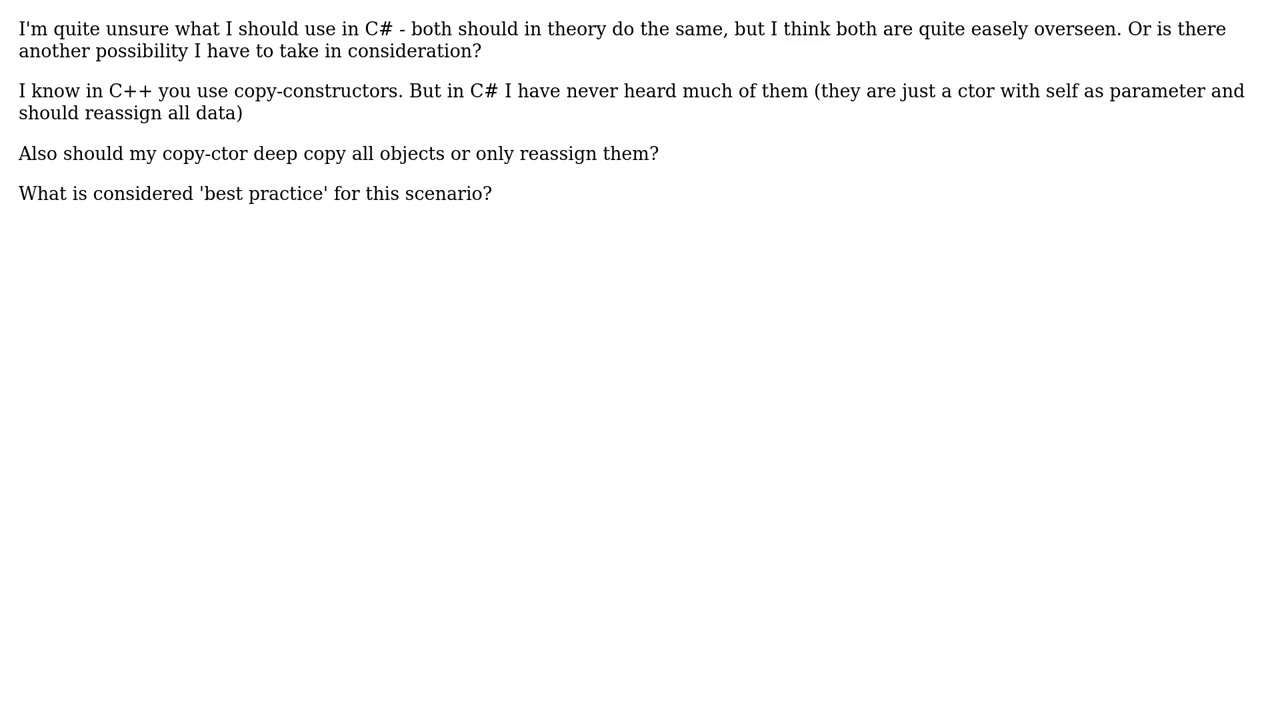 I'm quite unsure what I should use in C# - both should in theory do the same, but I think both are quite easely overseen. Or is there
another possibility I have to take in consideration?
I know in C++ you use copy-constructors. But in C# I have never heard much of them (they are just a ctor with self as parameter and
should reassign all data)
Also should my copy-ctor deep copy all objects or only reassign them?
What is considered 'best practice' for this scenario?